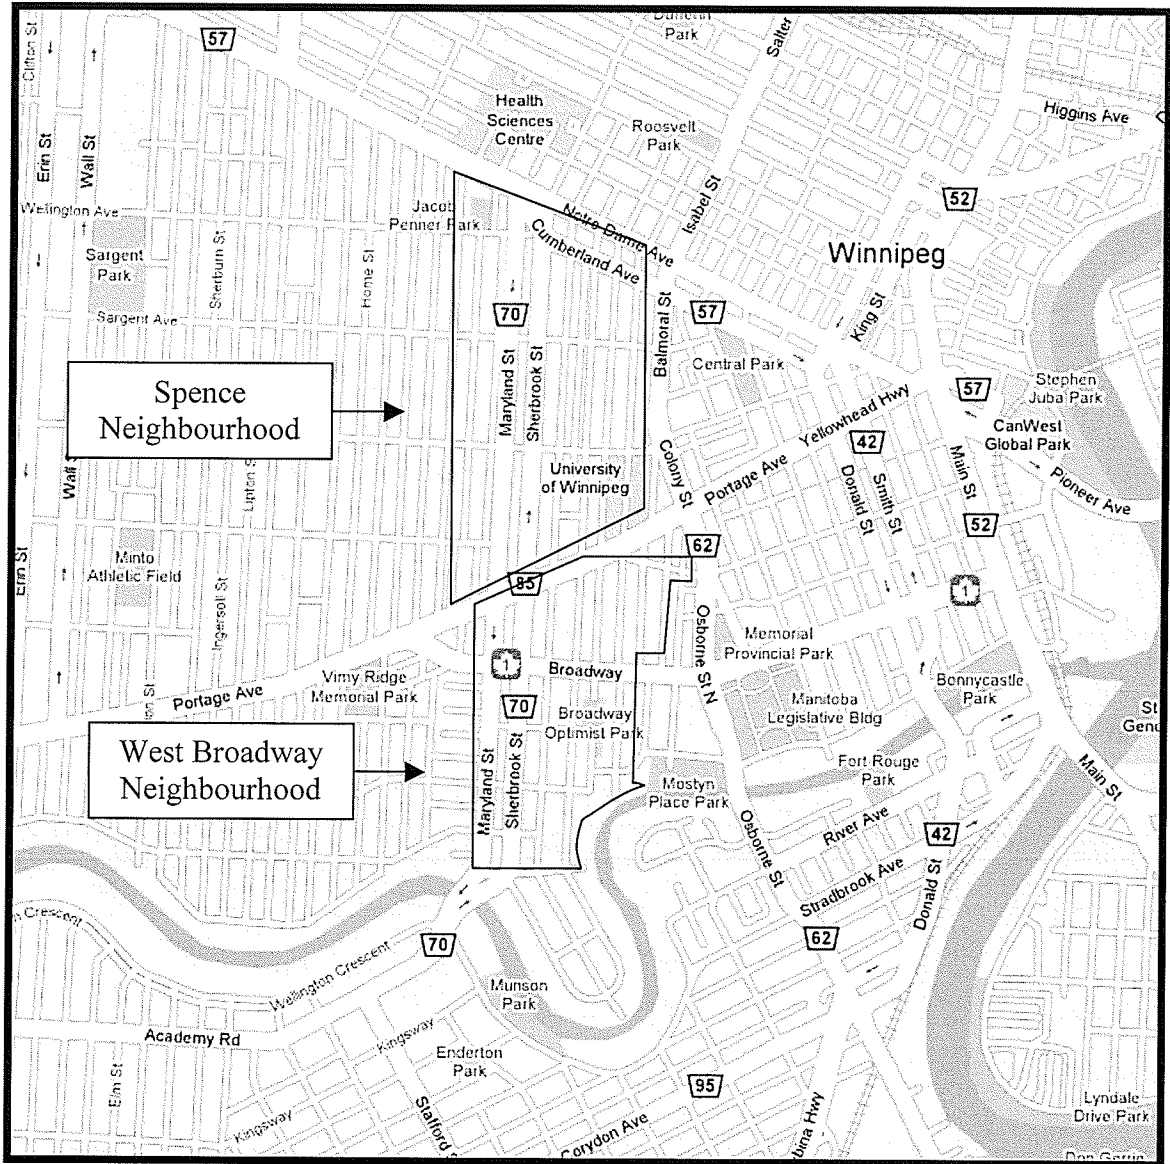 57
Duncan
Park
Salter
Clifton St
Health
Sciences
Centre
Roosvelt
Park
Higgins Ave
Erin St
Wall St
52
Wellington Ave
Jacob
Penner Park
Notre Dame Ave
Isabel St
Cumberland Ave
Winnipeg
Sargent
Park
Sherburn St
Home St
70
57
Balmoral St
King St
Sargent Ave
Central Park
Spence
Neighbourhood
Maryland St
Sherbrook St
Yellowhead Hwy
57
Stephen
Juba Park
CanWest
Global Park
42
Colony St
Portage Ave
Donald St
Smith St
Main St
Pioneer Ave
Wall
Lipton S
University
of Winnipeg
52
62
Erin St
Minto
Athletic Field
Ingersoll St
85
1
Osborne St N
Memorial
Provincial Park
1
Broadway
Vimy Ridge
Memorial Park
Portage Ave
ion St
70
Broadway
Optimist Park
Manitoba
Legislative Bldg
Bonnycastle
Park
St
Genu
West Broadway
Neighbourhood
Maryland St
Sherbrook St
Mostyn
Place Park
Fort Rouge
Park
Main St
Osborne St
River Ave
42
Stradbrook Ave
Donald St
n Crescent
70
62
Wellington Crescent
Munson
Park
Academy Rd
Kingsway
Enderton
Park
Elm St
95
Kingsway
Stafford S
Corydon Ave
bina Hwy
Lyndale
Drive Park